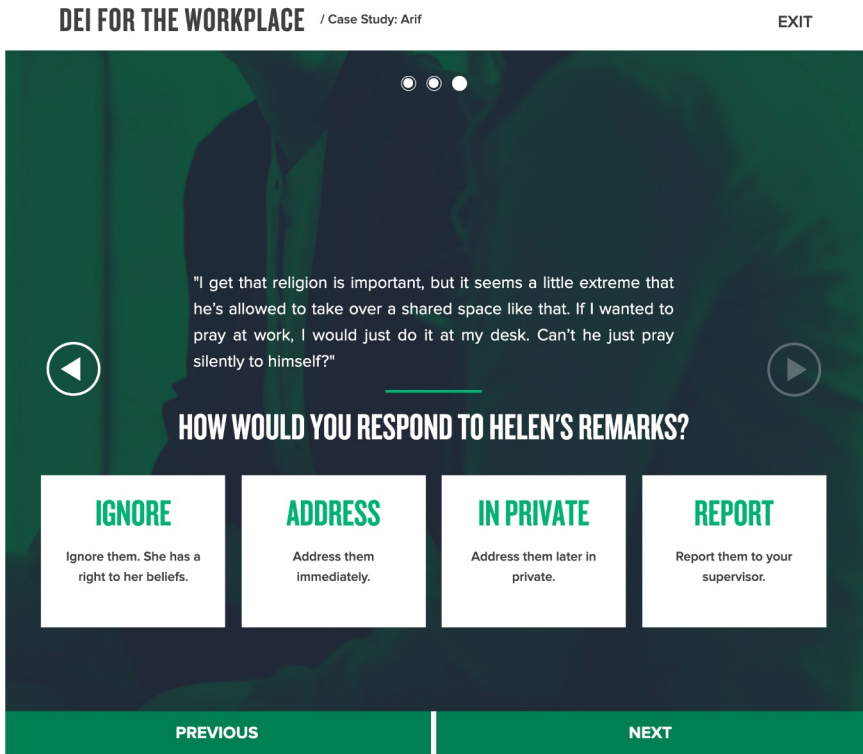 DEI FOR THE WORKPLACE / Case Study: Arif EXIT
"I get that religion is important, but it seems a little extreme that
he's allowed to take over a shared space like that. If I wanted to
pray at work, I would just do it at my desk. Can't he just pray
silently to himself?"
HOW WOULD YOU RESPOND TO HELEN'S REMARKS?
IGNORE
Ignore them. She has a
right to her beliefs.
ADDRESS
Address them
immediately.
IN PRIVATE
Address them later in
private.
REPORT
Report them to your
supervisor.
PREVIOUS
NEXT